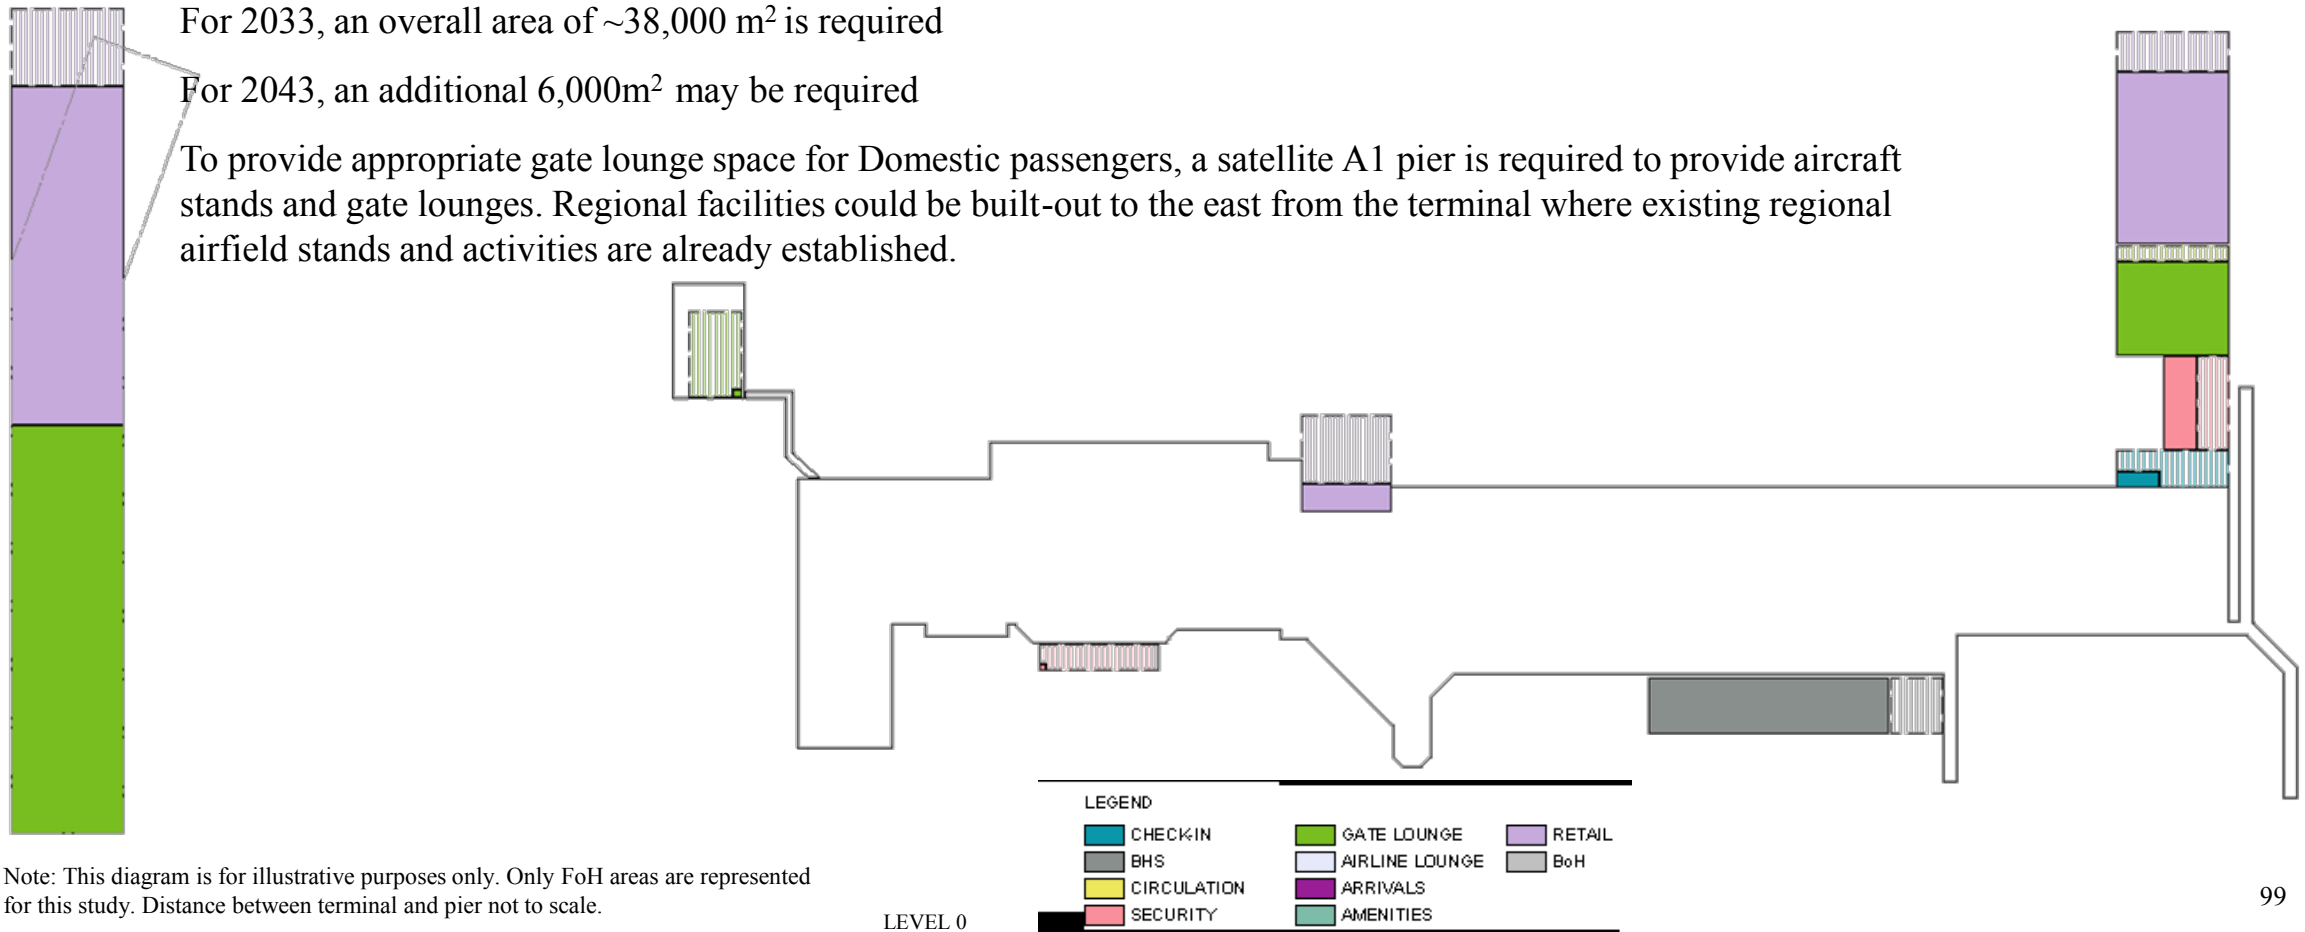 For 2033, an overall area of ~38,000 m² is required
For 2043, an additional 6,000m² may be required
To provide appropriate gate lounge space for Domestic passengers, a satellite A1 pier is required to provide aircraft
stands and gate lounges. Regional facilities could be built-out to the east from the terminal where existing regional
airfield stands and activities are already established.
LEGEND
CHECK-IN
GATE LOUNGE
RETAIL
BHS
AIRLINE LOUNGE
BoH
CIRCULATION
ARRIVALS
SECURITY
AMENITIES
Note: This diagram is for illustrative purposes only. Only FoH areas are represented
for this study. Distance between terminal and pier not to scale.
LEVEL 0
99